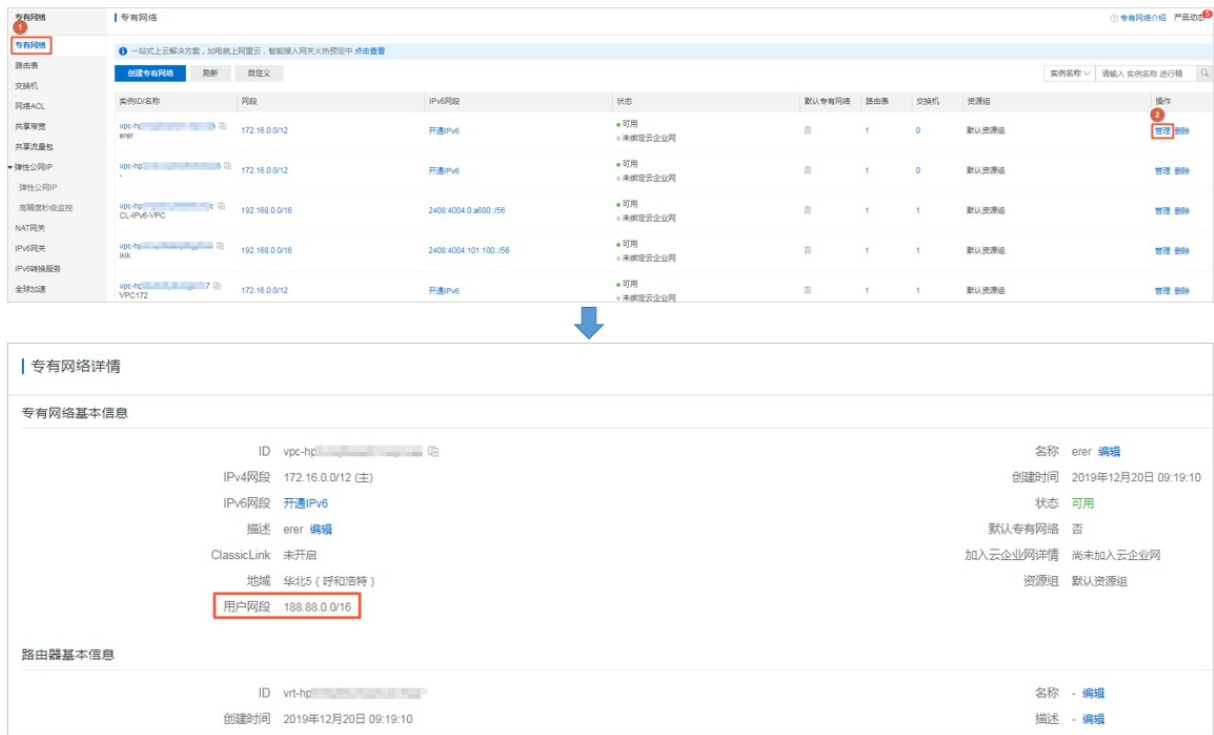 专有网络
1
专有网络
专有网络介绍 产品动态 5
专有网络
路由表
交换机
网络ACL
共享带宽
共享流量包
弹性公网IP
弹性公网IP
高精度秒级监控
NAT网关
IPv6网关
IPv6转换服务
全球加速
一站式上云解决方案，加电就上阿里云，智能接入网关火热预定中 点击查看
创建专有网络 刷新 自定义 实例名称 请输入 实例名称 进行精
实例ID/名称 网段 IPv6网段 状态 默认专有网络 路由表 交换机 资源组 操作
2
vpc-hp 172.16.0.0/12 开通IPv6 可用 否 1 0 默认资源组 管理 删除
erer 未绑定云企业网
vpc-hp 172.16.0.0/12 开通IPv6 可用 否 1 0 默认资源组 管理 删除
- 未绑定云企业网
vpc-hp 192.168.0.0/16 2408:4004:0:a600::/56 可用 否 1 1 默认资源组 管理 删除
CL-IPv6-VPC 未绑定云企业网
vpc-hp 192.168.0.0/16 2408:4004:101:100::/56 可用 否 1 1 默认资源组 管理 删除
未绑定云企业网
vpc-hp 7 172.16.0.0/12 开通IPv6 可用 否 1 1 默认资源组 管理 删除
VPC172 未绑定云企业网
专有网络详情
专有网络基本信息
ID vpc-hp 名称 erer 编辑
IPv4网段 172.16.0.0/12 (主) 创建时间 2019年12月20日 09:19:10
IPv6网段 开通IPv6 状态 可用
描述 erer 编辑 默认专有网络 否
ClassicLink 未开启 加入云企业网详情 尚未加入云企业网
地域 华北5（呼和浩特） 资源组 默认资源组
用户网段 188.88.0.0/16
路由器基本信息
ID vrt-hp 名称 - 编辑
创建时间 2019年12月20日 09:19:10 描述 - 编辑